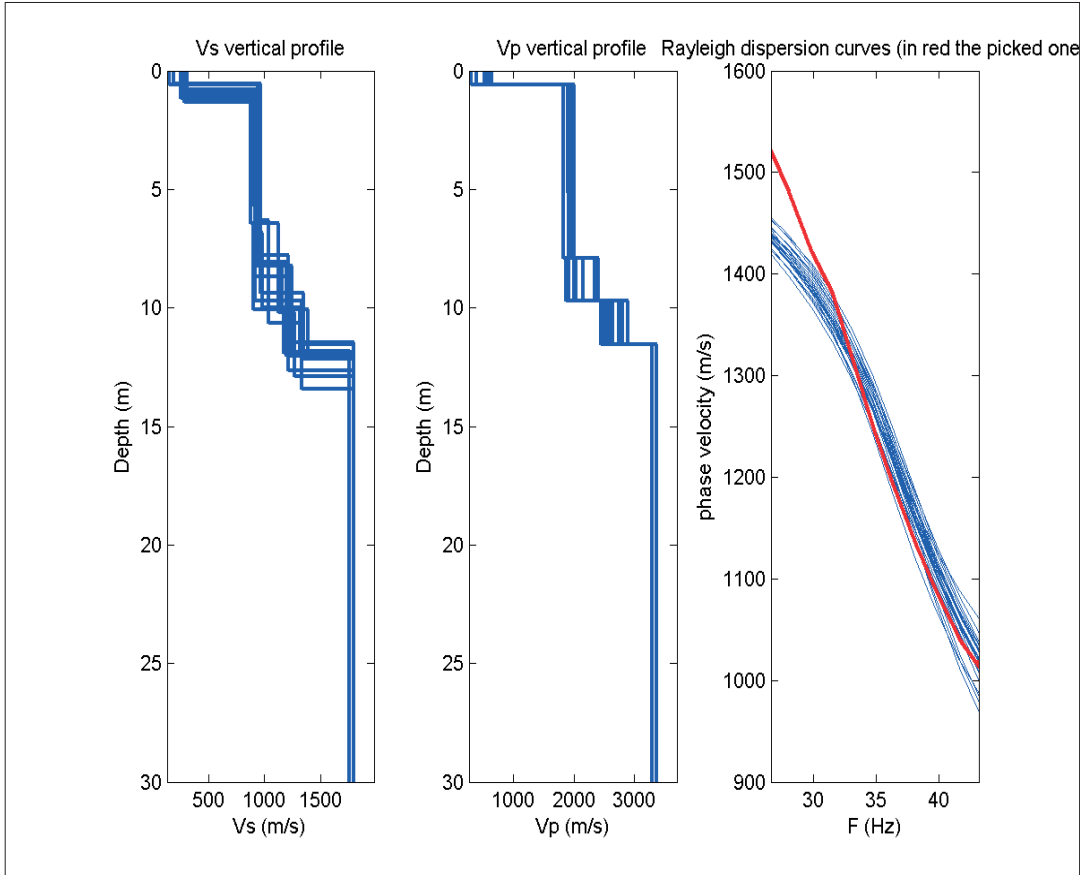 Vs vertical profile
Vp vertical profile
Rayleigh dispersion curves (in red the picked one
0
5
10
15
20
25
30
Depth (m)
500 1000 1500
Vs (m/s)
0
5
10
15
20
25
30
Depth (m)
1000 2000 3000
Vp (m/s)
1600
1500
1400
1300
1200
1100
1000
900
phase velocity (m/s)
30 35 40
F (Hz)